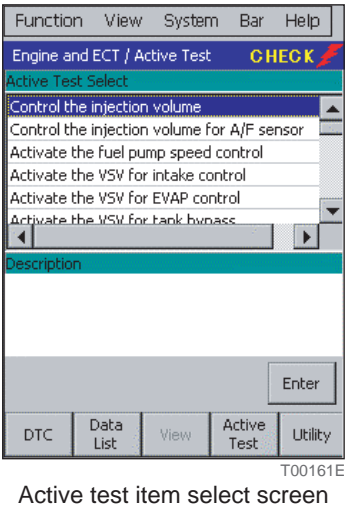 Function View System Bar Help
Engine and ECT / Active Test CHECK
Active Test Select
Control the injection volume
Control the injection volume for A/F sensor
Activate the fuel pump speed control
Activate the VSV for intake control
Activate the VSV for EVAP control
Activate the VSV for tank bypass
Description
Enter
DTC Data List View Active Test Utility
T00161E
Active test item select screen